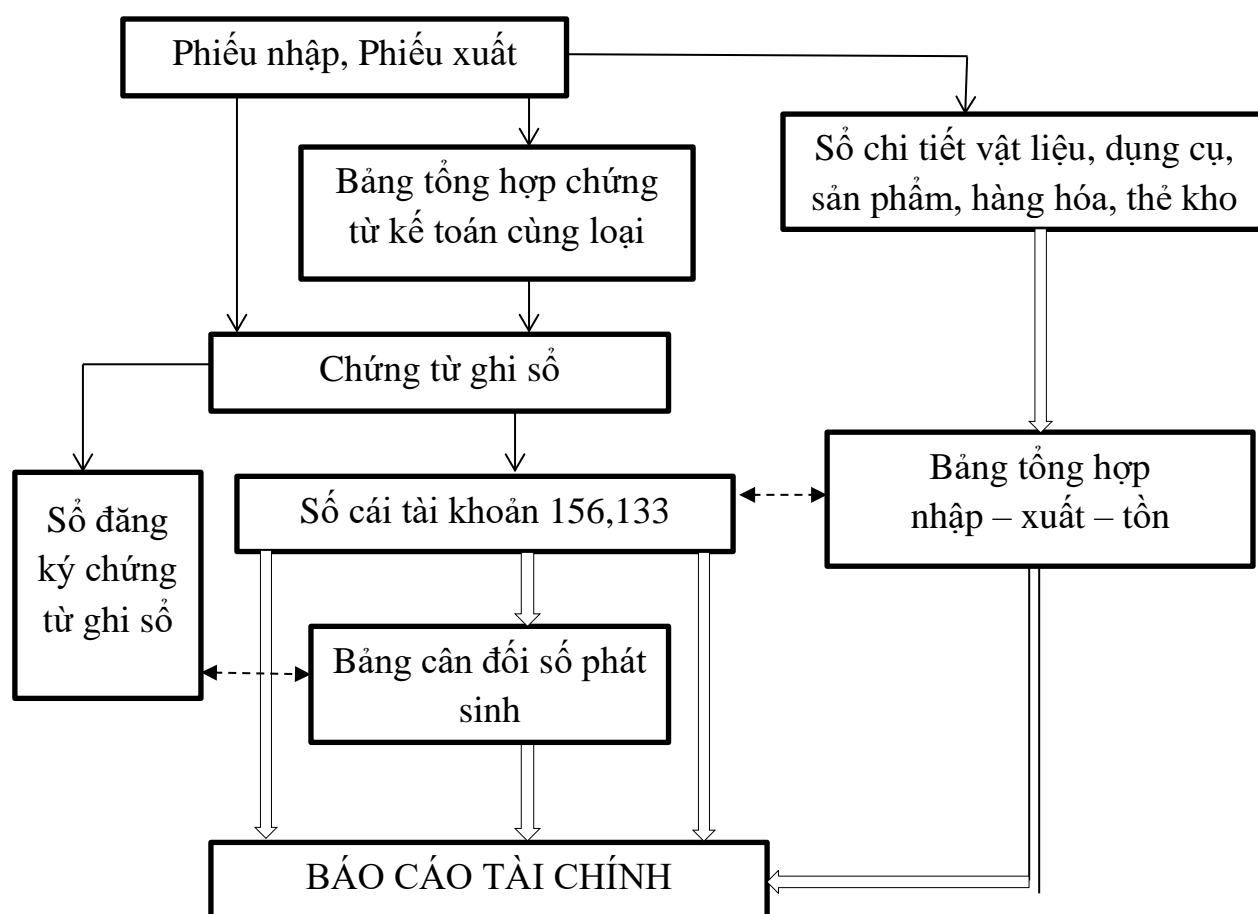 Phiếu nhập, Phiếu xuất
Sổ chi tiết vật liệu, dụng cụ,
sản phẩm, hàng hóa, thẻ kho
Bảng tổng hợp chứng
từ kế toán cùng loại
Chứng từ ghi sổ
Sổ đăng
ký chứng
từ ghi sổ
Số cái tài khoản 156,133
Bảng tổng hợp
nhập – xuất – tồn
Bảng cân đối số phát
sinh
BÁO CÁO TÀI CHÍNH